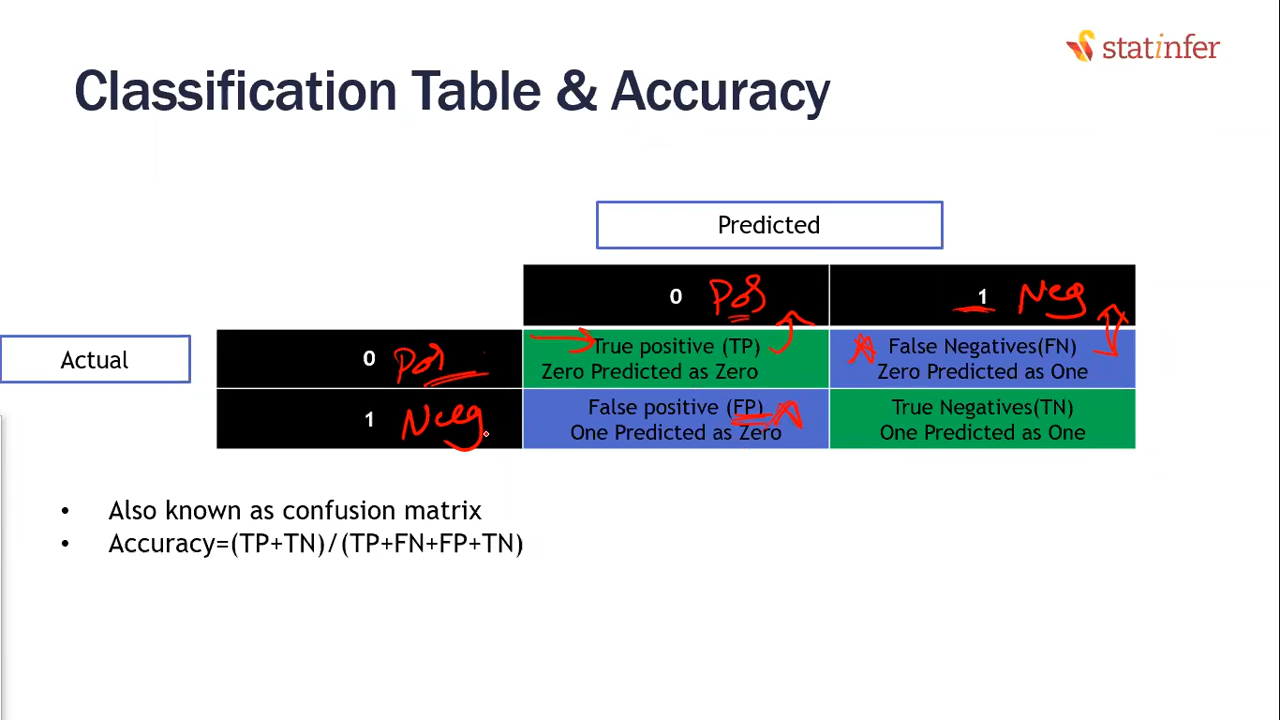 statinfer
Classification Table & Accuracy
Predicted
0 Pos
1 Neg
Actual
0 Pos
True positive (TP)
Zero Predicted as Zero
False Negatives(FN)
Zero Predicted as One
1 Neg
False positive (FP)
One Predicted as Zero
True Negatives(TN)
One Predicted as One
• Also known as confusion matrix
• Accuracy=(TP+TN)/(TP+FN+FP+TN)